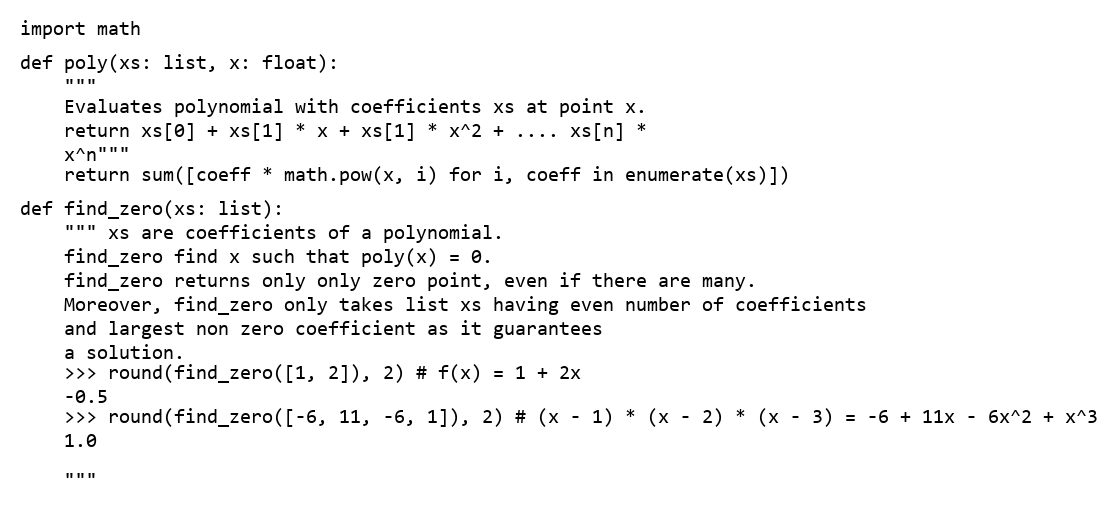 import math
def poly(xs: list, x: float):
    """
    Evaluates polynomial with coefficients xs at point x.
    return xs[0] + xs[1] * x + xs[1] * x^2 + .... xs[n] *
    x^n"""
    return sum([coeff * math.pow(x, i) for i, coeff in enumerate(xs)])
def find_zero(xs: list):
    """ xs are coefficients of a polynomial.
    find_zero find x such that poly(x) = 0.
    find_zero returns only only zero point, even if there are many.
    Moreover, find_zero only takes list xs having even number of coefficients
    and largest non zero coefficient as it guarantees
    a solution.
    >>> round(find_zero([1, 2]), 2) # f(x) = 1 + 2x
    -0.5
    >>> round(find_zero([-6, 11, -6, 1]), 2) # (x - 1) * (x - 2) * (x - 3) = -6 + 11x - 6x^2 + x^3
    1.0
    """